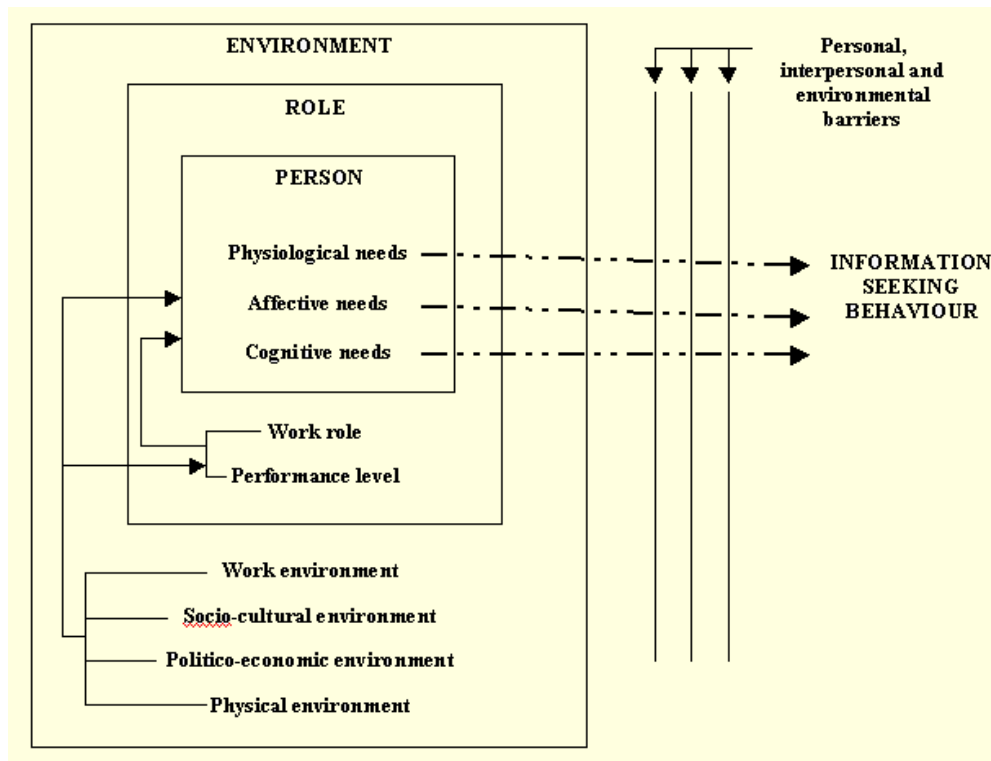 ENVIRONMENT
ROLE
PERSON
Physiological needs
Affective needs
Cognitive needs
Work role
Performance level
Work environment
Socio-cultural environment
Politico-economic environment
Physical environment
Personal,
interpersonal and
environmental
barriers
INFORMATION
SEEKING
BEHAVIOUR